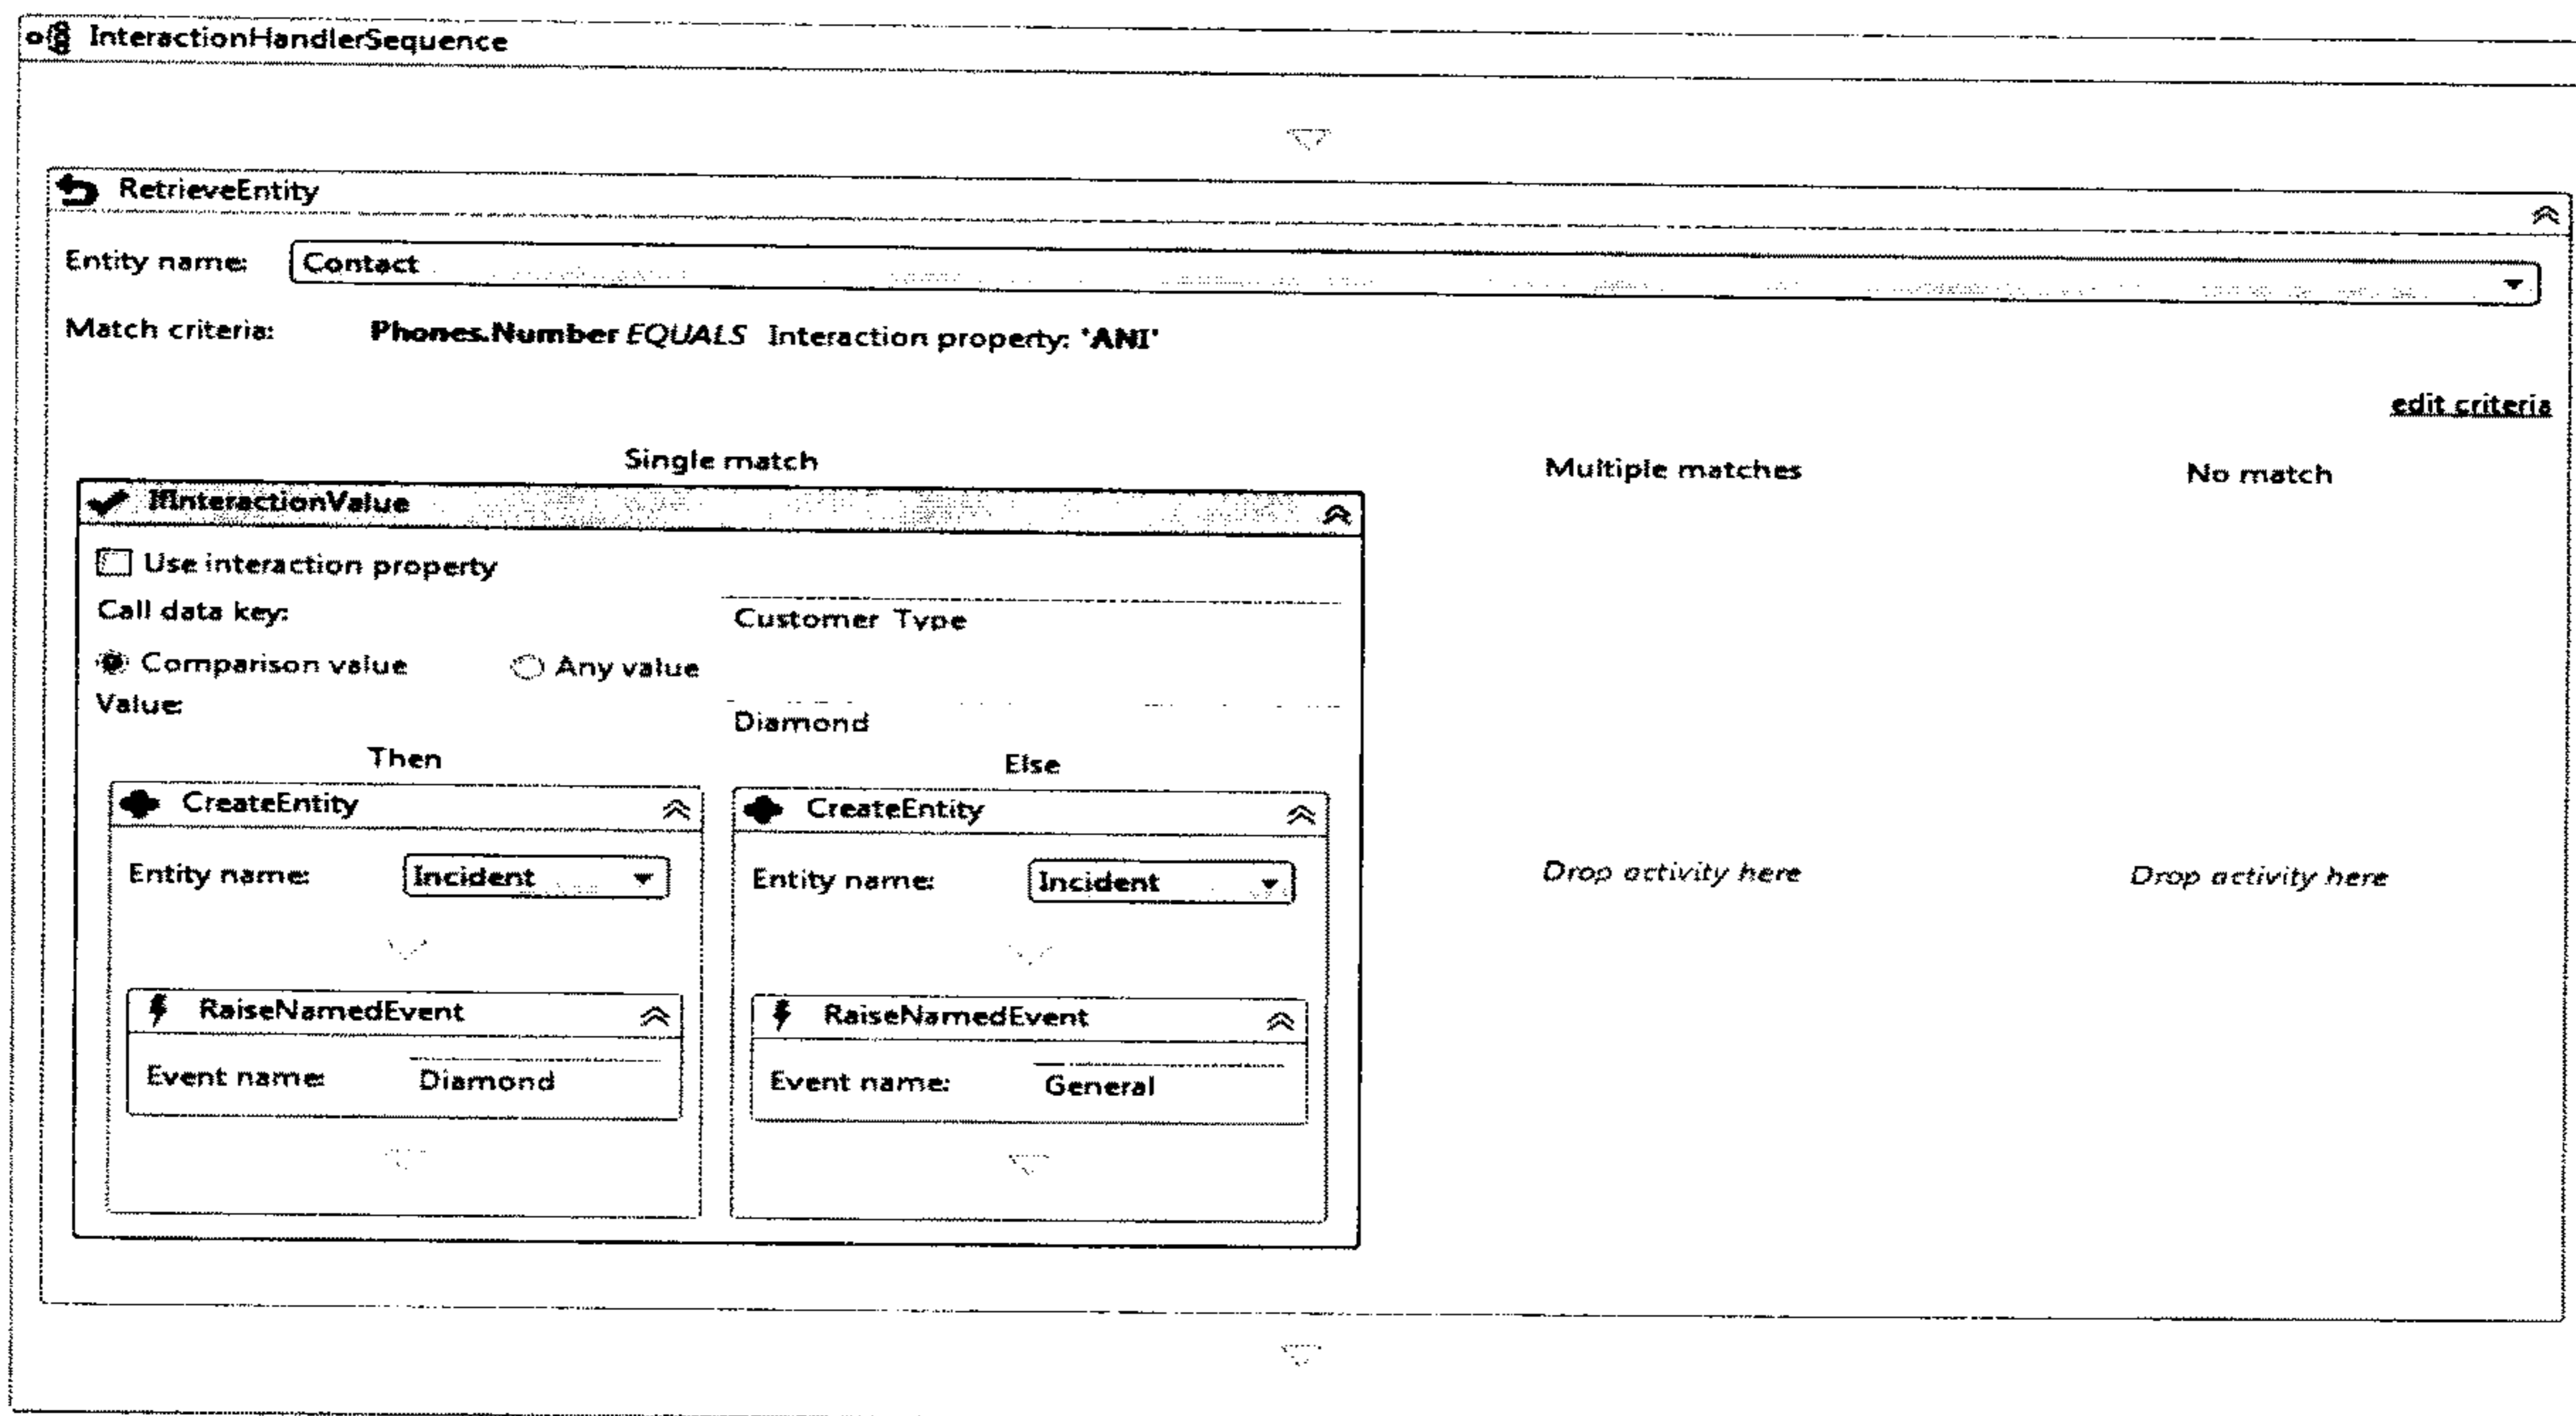 InteractionHandlerSequence
RetrieveEntity
Entity name: Contact
Match criteria: Phones.Number EQUALS Interaction property: 'ANI'
edit criteria
Single match Multiple matches No match
IfInteractionValue
Use interaction property
Call data key: Customer Type
Comparison value Any value
Value: Diamond
Then Else
CreateEntity CreateEntity
Entity name: Incident Entity name: Incident Drop activity here Drop activity here
RaiseNamedEvent RaiseNamedEvent
Event name: Diamond Event name: General